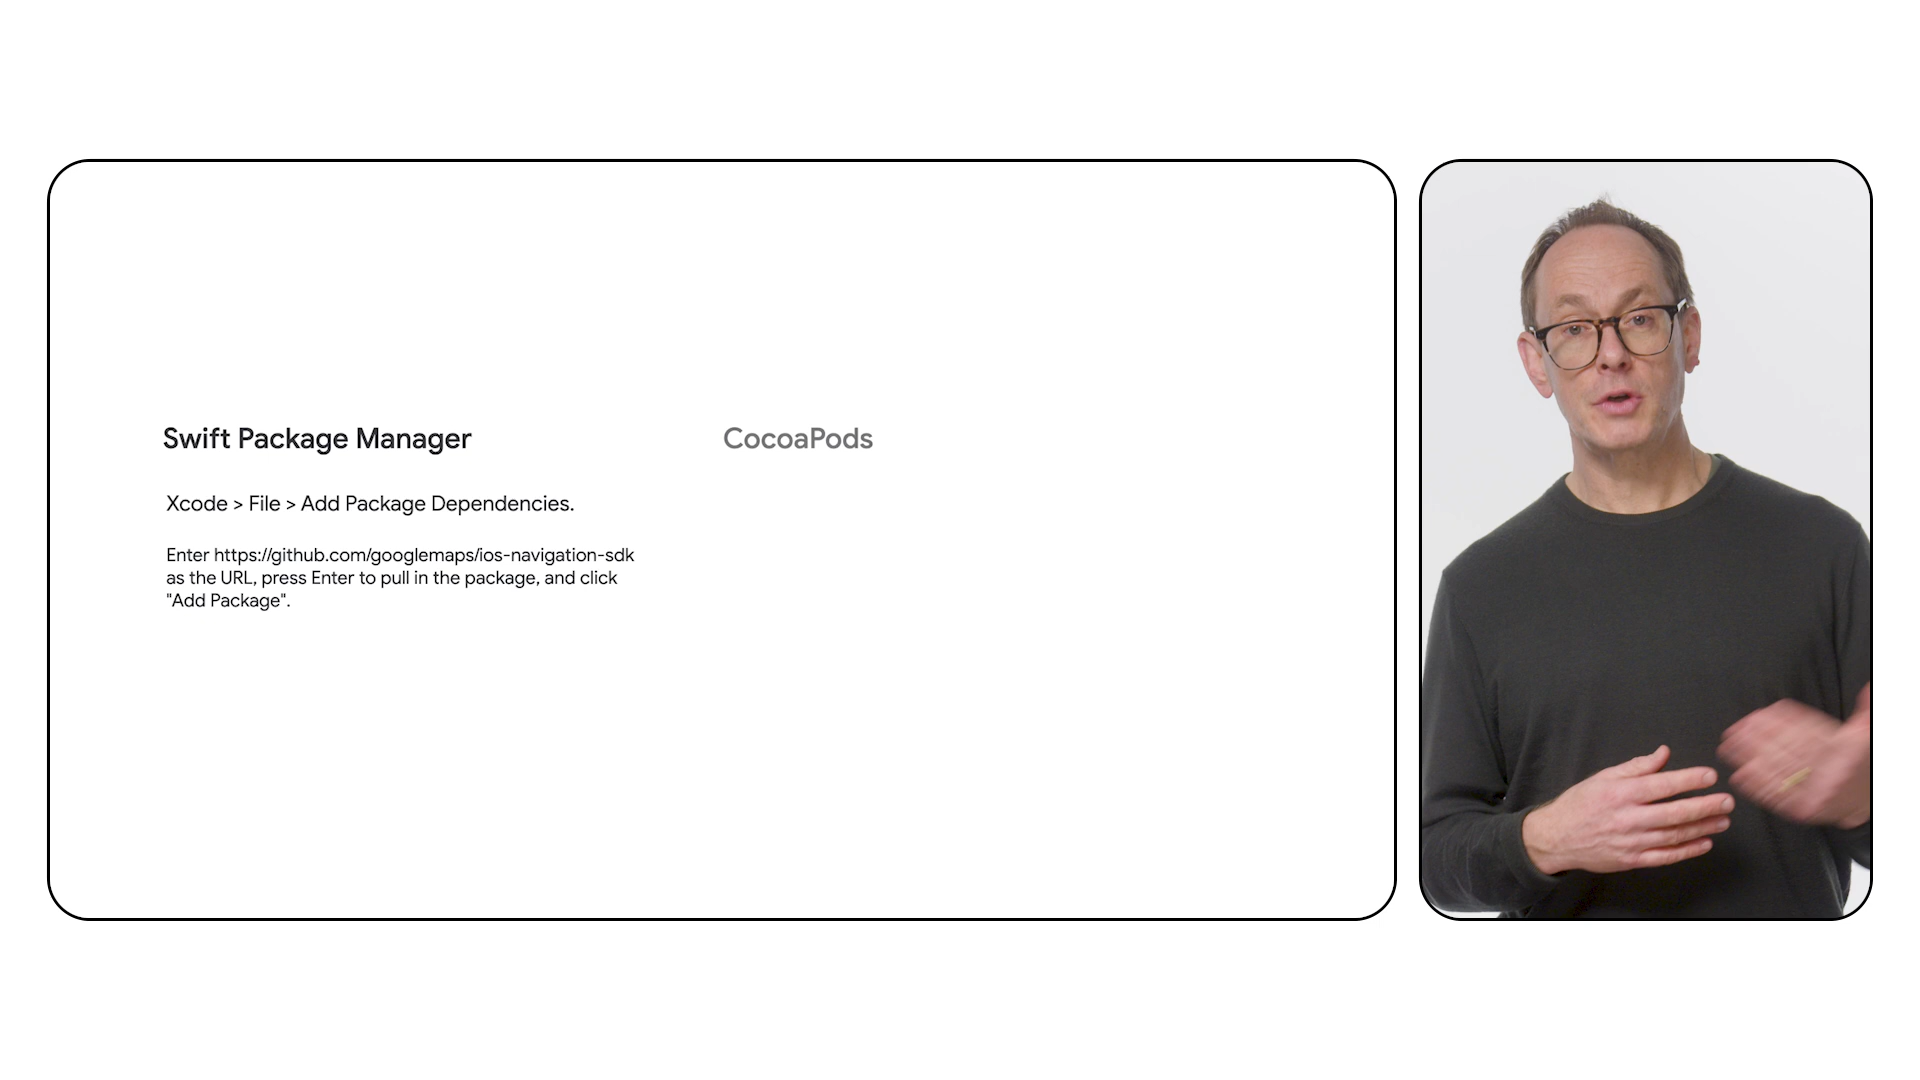 Swift Package Manager
Xcode > File > Add Package Dependencies.
Enter https://github.com/googlemaps/ios-navigation-sdk
as the URL, press Enter to pull in the package, and click
"Add Package".
CocoaPods